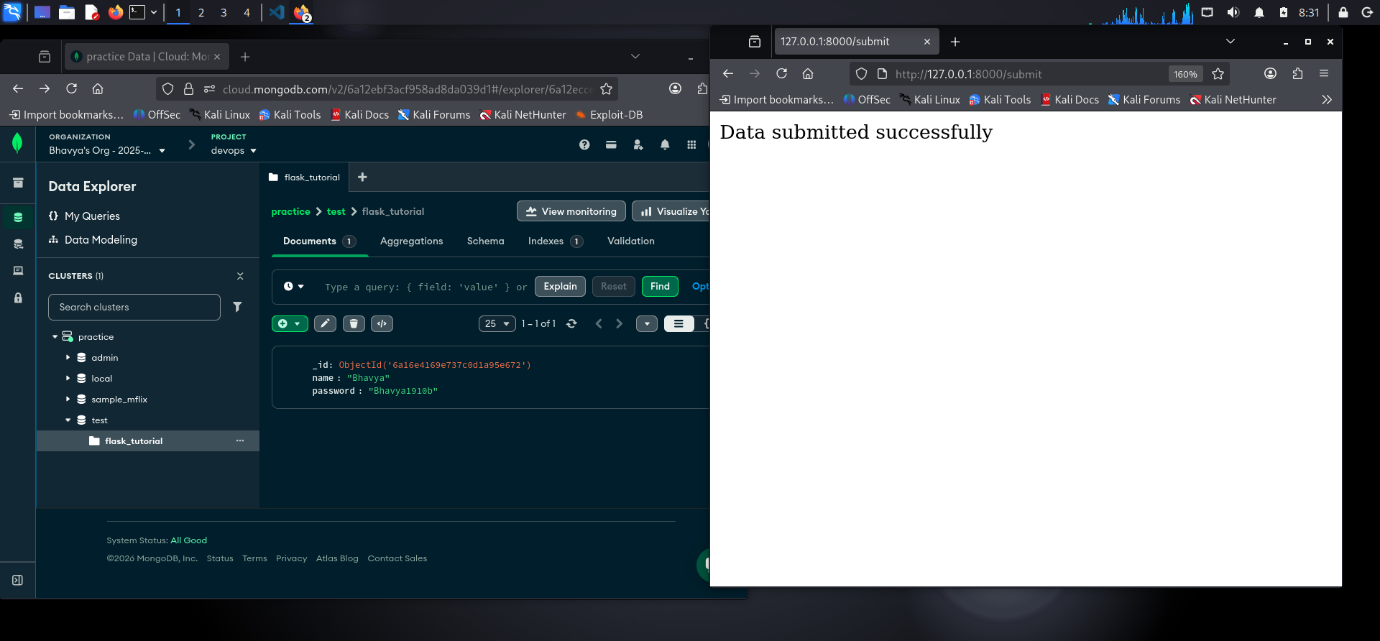 1 2 3 4 2 8:31
practice Data | Cloud: Mon
cloud.mongodb.com/v2/6a12ebf3acf958ad8da039d1#/explorer/6a12ecc
Import bookmarks... OffSec Kali Linux Kali Tools Kali Docs Kali Forums Kali NetHunter Exploit-DB
ORGANIZATION
Bhavya's Org - 2025-...
PROJECT
devops
Data Explorer
My Queries
Data Modeling
CLUSTERS (1)
Search clusters
practice
admin
local
sample_mflix
test
flask_tutorial
flask_tutorial
practice > test > flask_tutorial
View monitoring
Visualize Yo
Documents 1 Aggregations Schema Indexes 1 Validation
Type a query: { field: 'value' } or Explain Reset Find Opt
25 1 – 1 of 1 {
_id: ObjectId('6a16e4169e737c0d1a95e672')
name : "Bhavya"
password : "Bhavya1910b"
System Status: All Good
©2026 MongoDB, Inc. Status Terms Privacy Atlas Blog Contact Sales
127.0.0.1:8000/submit
http://127.0.0.1:8000/submit 160%
Import bookmarks... OffSec Kali Linux Kali Tools Kali Docs Kali Forums Kali NetHunter
Data submitted successfully